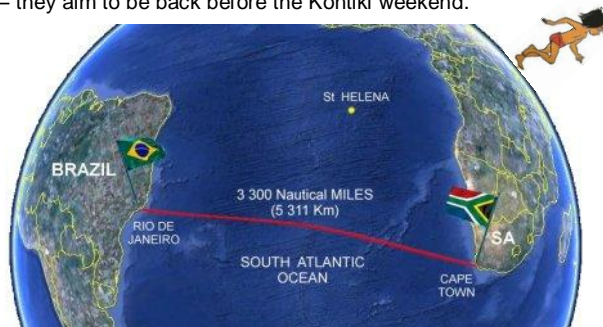 – they aim to be back before the Kontiki weekend.
St HELENA
BRAZIL
3 300 Nautical MILES
(5 311 Km)
RIO DE
JANEIRO
SA
SOUTH ATLANTIC
OCEAN
CAPE
TOWN